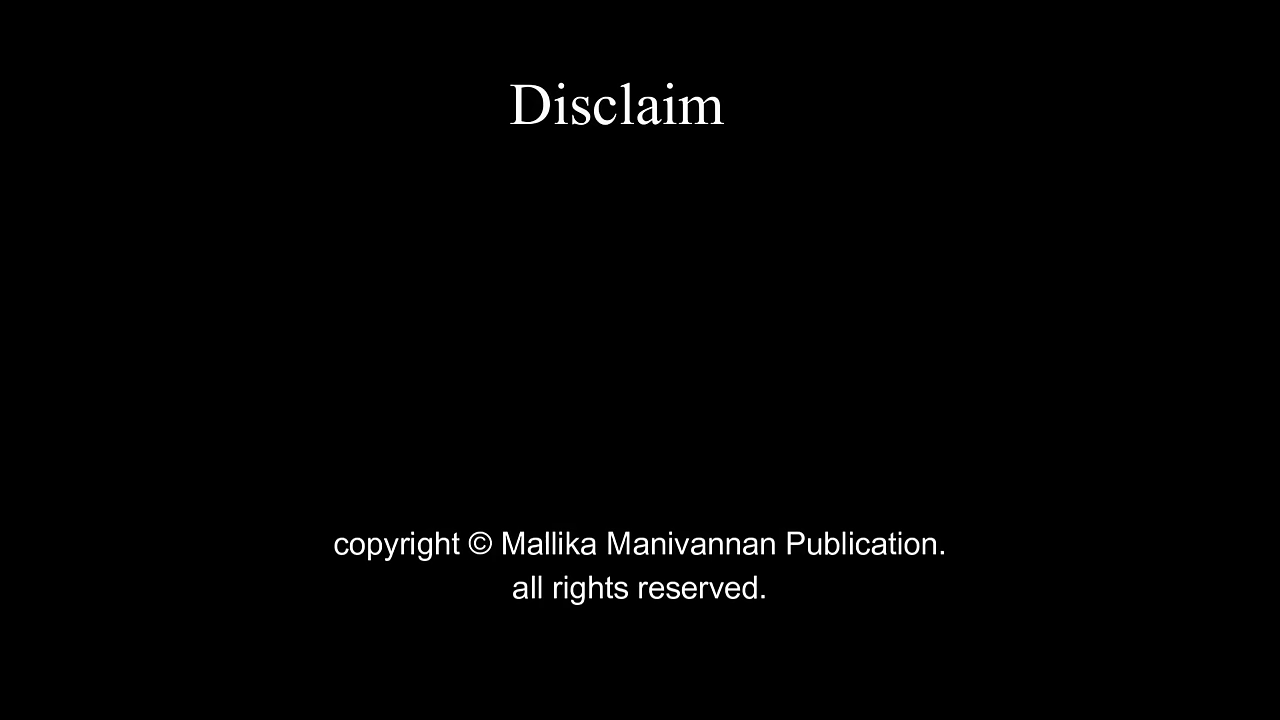 Disclaim
copyright © Mallika Manivannan Publication.
all rights reserved.